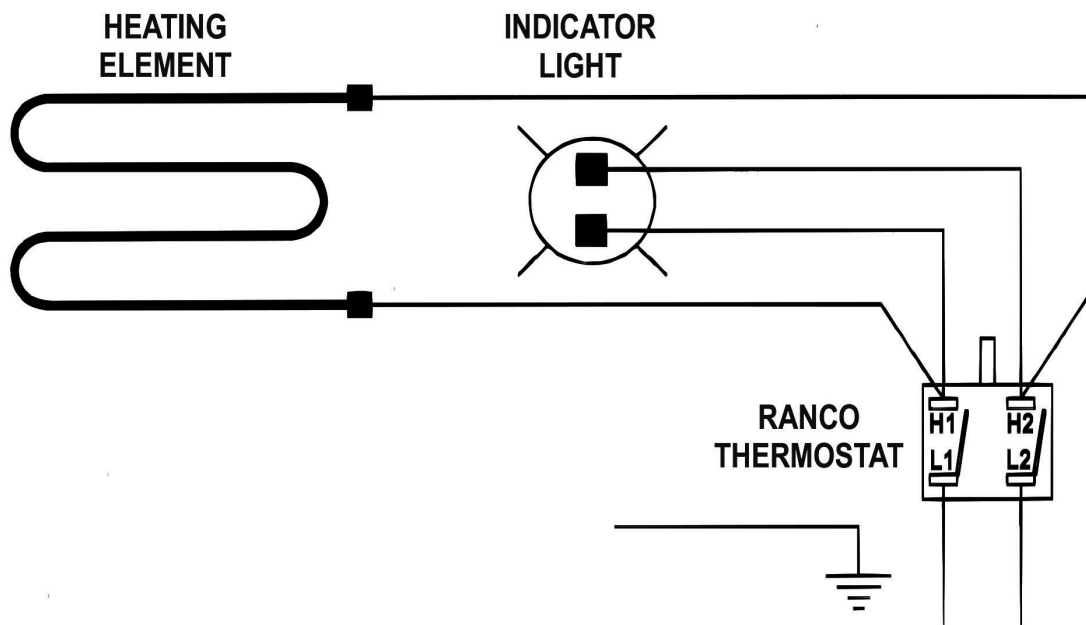 HEATING
ELEMENT
INDICATOR
LIGHT
RANCO
THERMOSTAT
H1
H2
L1
L2